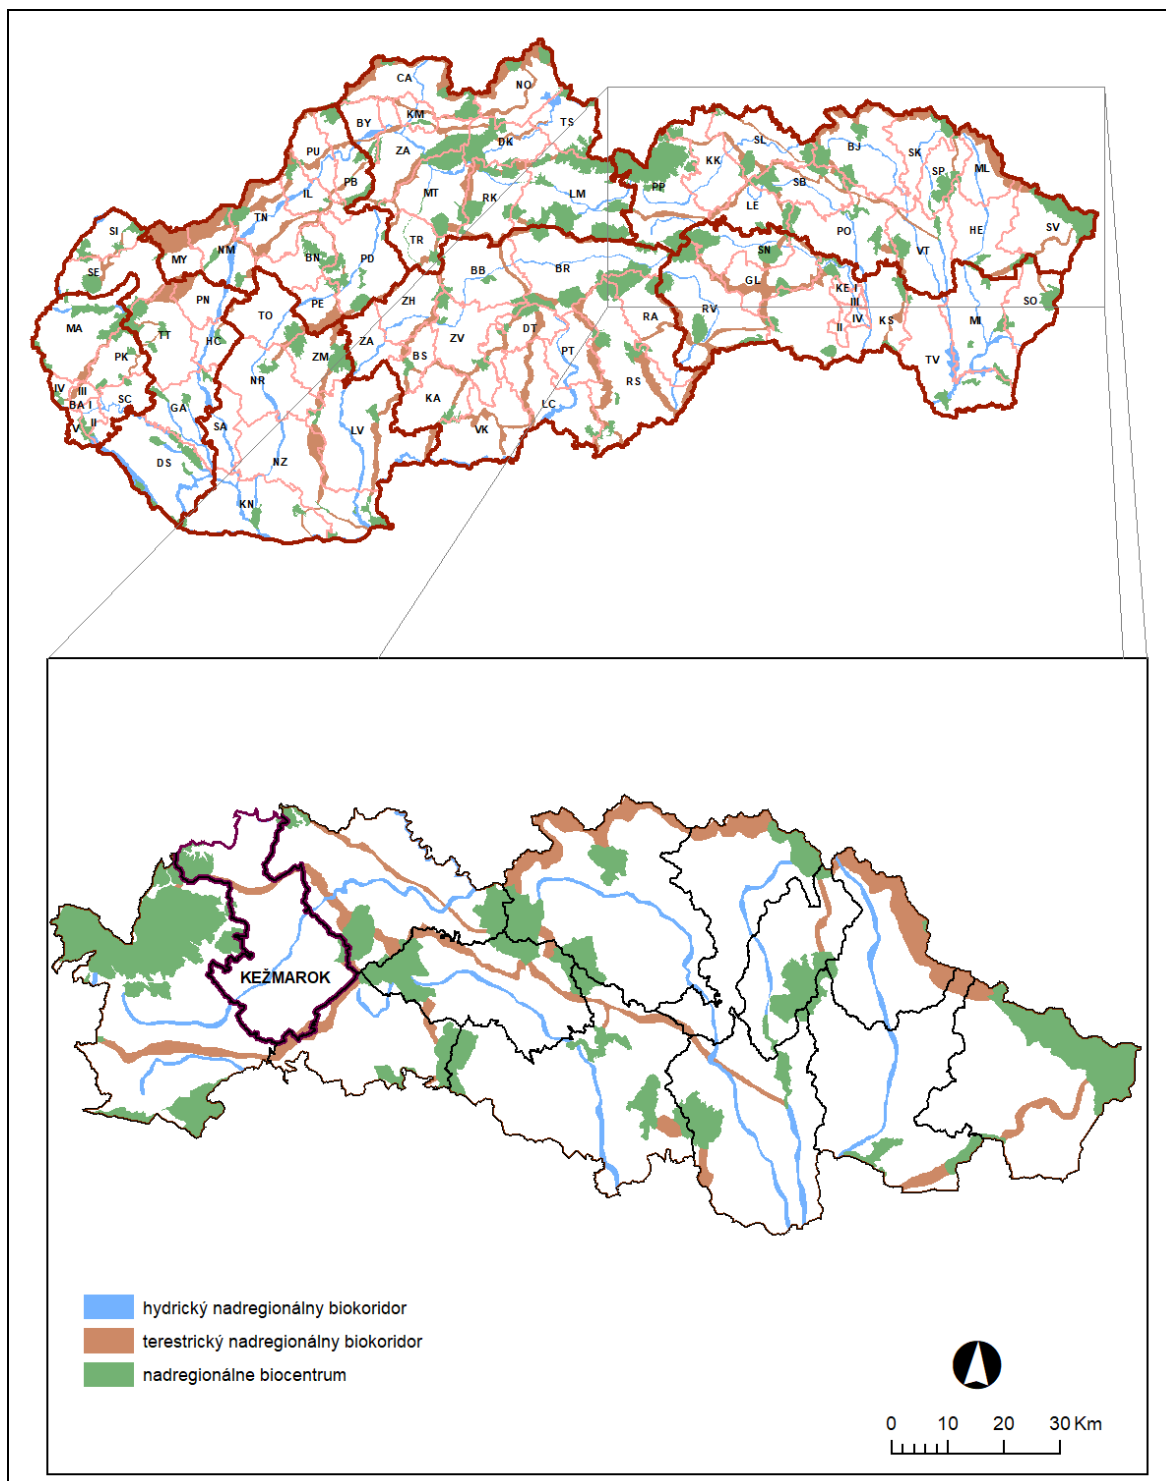 CA
NO
KM
BY
TS
ZA
DK
PU
SL
BJ
SK
KK
SP
ML
PB
IL
MT
RK
LM
PP
SB
LE
TN
SI
TR
PO
HE
SV
NM
MY
BN
PD
SN
VT
SE
BB
BR
GL
PE
ZH
KE I
PN
III
SO
MA
TO
RV
RA
IV
KS
MI
TT
HC
ZV
DT
II
ZA
PT
BS
TV
PK
ZM
NR
RS
IV
III
SC
KA
LC
BA I
GA
V
II
SA
LV
VK
DS
NZ
KN
KEŽMAROK
hydrický nadregionálny biokoridor
terestrický nadregionálny biokoridor
nadregionálne biocentrum
0 10 20 30 Km